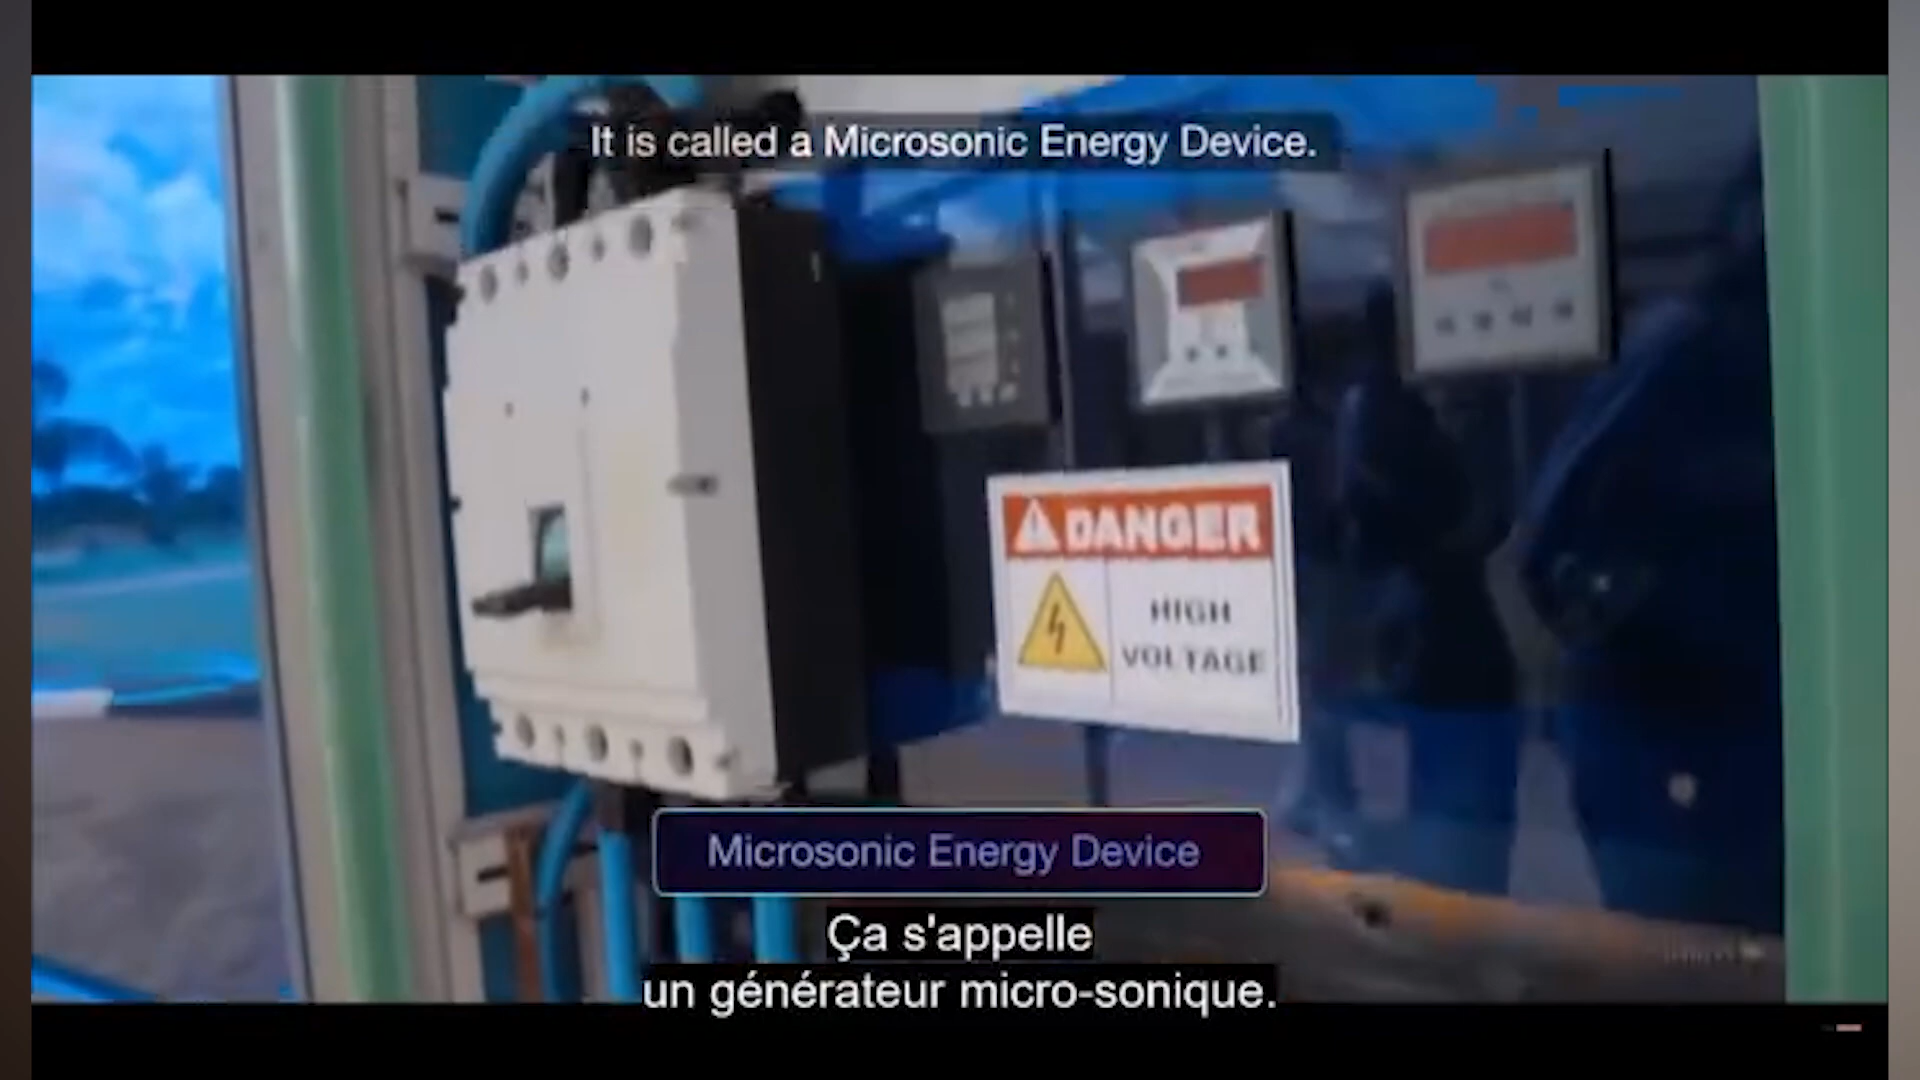 It is called a Microsonic Energy Device.
DANGER
HIGH
VOLTAGE
Microsonic Energy Device
Ça s'appelle
un générateur micro-sonique.